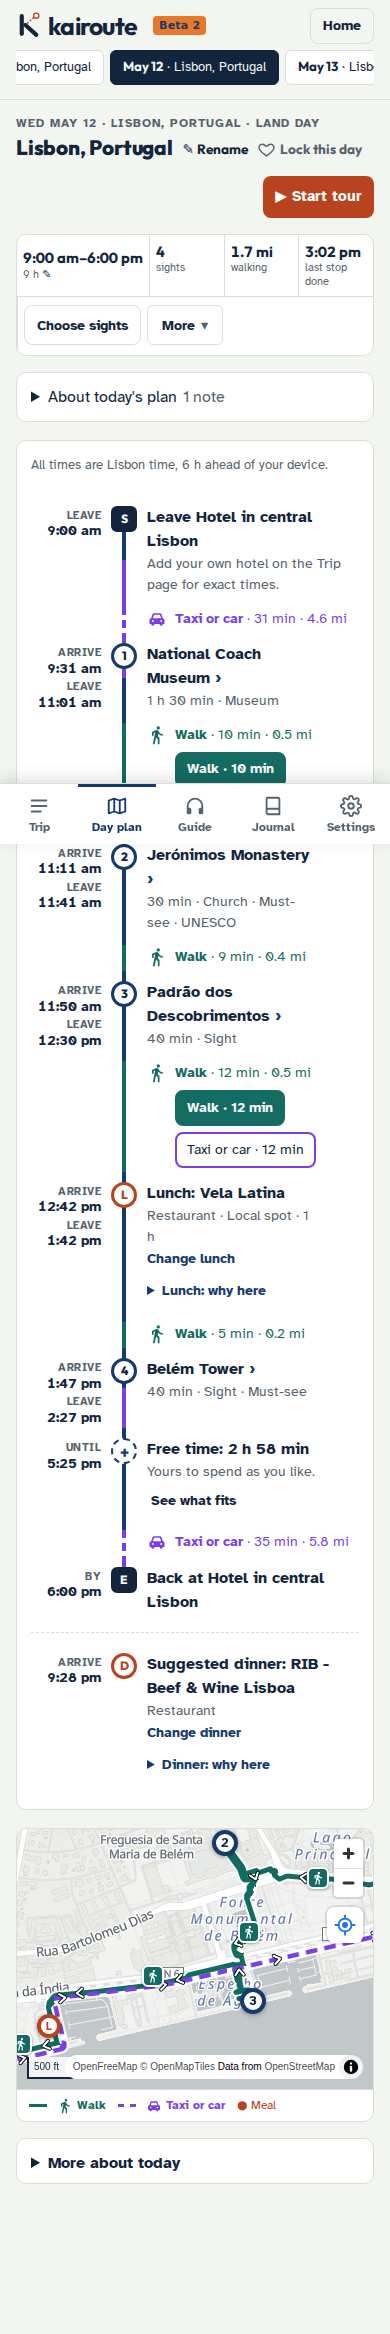 kairoute Beta 2 Home
bon, Portugal May 12 · Lisbon, Portugal May 13 · Lisb
WED MAY 12 · LISBON, PORTUGAL · LAND DAY
Lisbon, Portugal ✎ Rename Lock this day
▶ Start tour
9:00 am–6:00 pm 4 1.7 mi 3:02 pm
9 h ✎ sights walking last stop
done
Choose sights More ▾
▶ About today's plan 1 note
All times are Lisbon time, 6 h ahead of your device.
LEAVE
9:00 am
S
Leave Hotel in central
Lisbon
Add your own hotel on the Trip
page for exact times.
Taxi or car · 31 min · 4.6 mi
ARRIVE
9:31 am
LEAVE
11:01 am
1
National Coach
Museum ›
1 h 30 min · Museum
Walk · 10 min · 0.5 mi
Walk · 10 min
Trip Day plan Guide Journal Settings
ARRIVE
11:11 am
LEAVE
11:41 am
2
Jerónimos Monastery
›
30 min · Church · Must-
see · UNESCO
Walk · 9 min · 0.4 mi
ARRIVE
11:50 am
LEAVE
12:30 pm
3
Padrão dos
Descobrimentos ›
40 min · Sight
Walk · 12 min · 0.5 mi
Walk · 12 min
Taxi or car · 12 min
ARRIVE
12:42 pm
LEAVE
1:42 pm
L
Lunch: Vela Latina
Restaurant · Local spot · 1
h
Change lunch
▶ Lunch: why here
Walk · 5 min · 0.2 mi
ARRIVE
1:47 pm
LEAVE
2:27 pm
4
Belém Tower ›
40 min · Sight · Must-see
UNTIL
5:25 pm
+
Free time: 2 h 58 min
Yours to spend as you like.
See what fits
Taxi or car · 35 min · 5.8 mi
BY
6:00 pm
E
Back at Hotel in central
Lisbon
ARRIVE
9:28 pm
D
Suggested dinner: RIB -
Beef & Wine Lisboa
Restaurant
Change dinner
▶ Dinner: why here
Freguesia de Santa
Maria de Belém
2
+
−
Rua Bartolomeu Dias
N 6
da Índia
3
L
500 ft OpenFreeMap © OpenMapTiles Data from OpenStreetMap
Walk Taxi or car Meal
▶ More about today